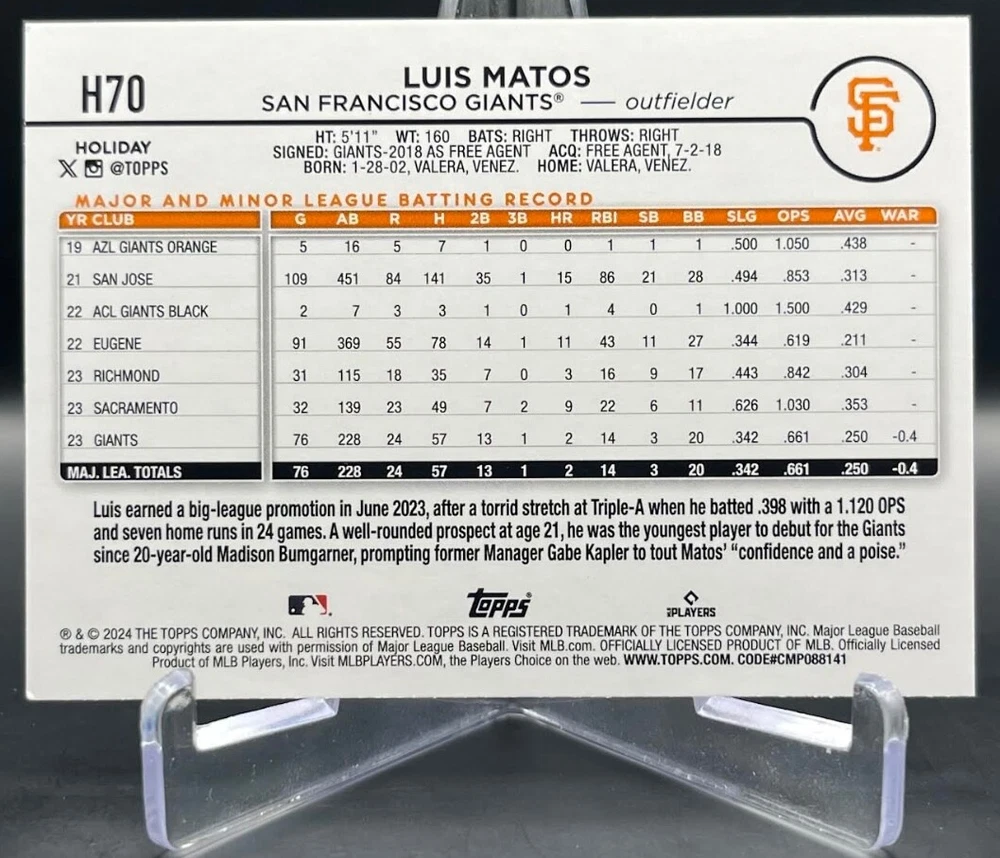 H70
LUIS MATOS
SAN FRANCISCO GIANTS® — outfielder
SF
HOLIDAY
@TOPPS
HT: 5'11" WT: 160 BATS: RIGHT THROWS: RIGHT
SIGNED: GIANTS-2018 AS FREE AGENT ACQ: FREE AGENT, 7-2-18
BORN: 1-28-02, VALERA, VENEZ. HOME: VALERA, VENEZ.
MAJOR AND MINOR LEAGUE BATTING RECORD
YR CLUB G AB R H 2B 3B HR RBI SB BB SLG OPS AVG WAR
19 AZL GIANTS ORANGE 5 16 5 7 1 0 0 1 1 1 .500 1.050 .438 -
21 SAN JOSE 109 451 84 141 35 1 15 86 21 28 .494 .853 .313 -
22 ACL GIANTS BLACK 2 7 3 3 1 0 1 4 0 1 1.000 1.500 .429 -
22 EUGENE 91 369 55 78 14 1 11 43 11 27 .344 .619 .211 -
23 RICHMOND 31 115 18 35 7 0 3 16 9 17 .443 .842 .304 -
23 SACRAMENTO 32 139 23 49 7 2 9 22 6 11 .626 1.030 .353 -
23 GIANTS 76 228 24 57 13 1 2 14 3 20 .342 .661 .250 -0.4
MAJ. LEA. TOTALS 76 228 24 57 13 1 2 14 3 20 .342 .661 .250 -0.4
Luis earned a big-league promotion in June 2023, after a torrid stretch at Triple-A when he batted .398 with a 1.120 OPS
and seven home runs in 24 games. A well-rounded prospect at age 21, he was the youngest player to debut for the Giants
since 20-year-old Madison Bumgarner, prompting former Manager Gabe Kapler to tout Matos' “confidence and a poise.”
Topps®
MLB PLAYERS
® & © 2024 THE TOPPS COMPANY, INC. ALL RIGHTS RESERVED. TOPPS IS A REGISTERED TRADEMARK OF THE TOPPS COMPANY, INC. Major League Baseball
trademarks and copyrights are used with permission of Major League Baseball. Visit MLB.com. OFFICIALLY LICENSED PRODUCT OF MLB. Officially Licensed
Product of MLB Players, Inc. Visit MLBPLAYERS.COM, the Players Choice on the web. WWW.TOPPS.COM. CODE#CMP088141